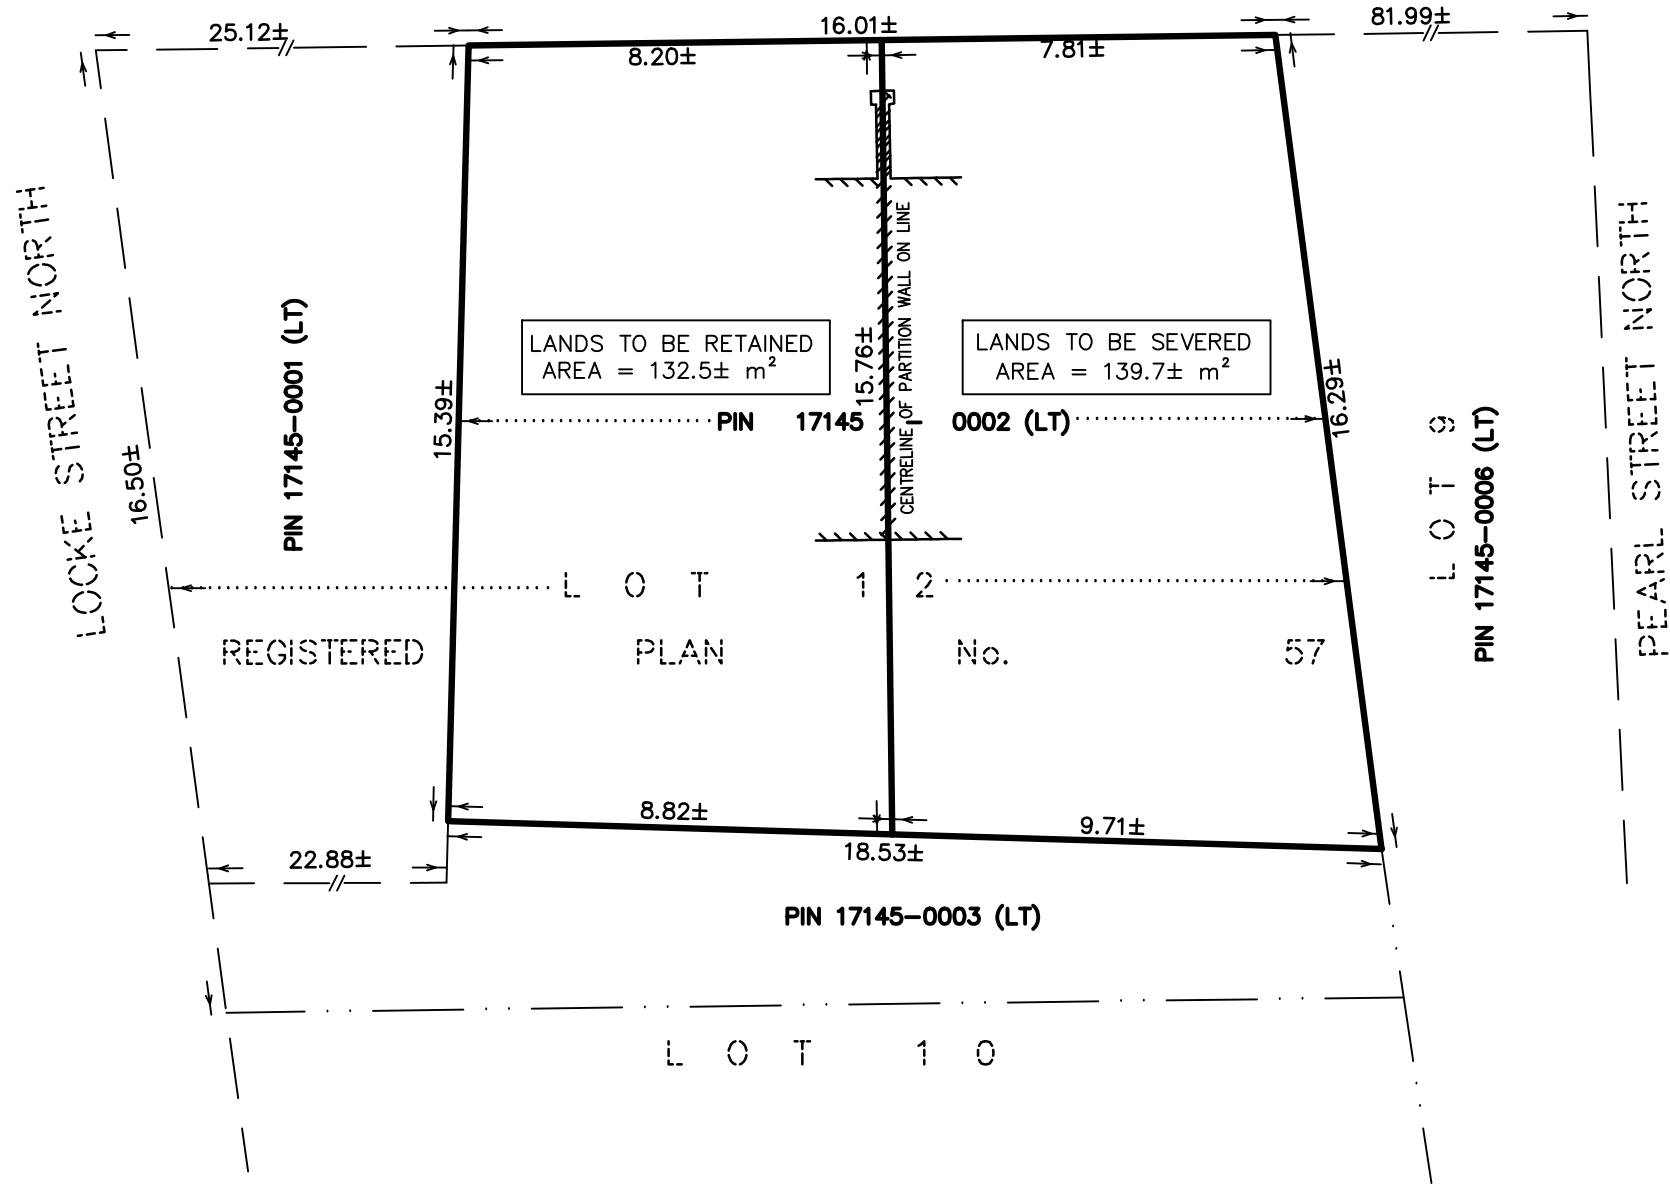 25.12±
16.01±
81.99±
8.20±
7.81±
LOCKE STREET NORTH
16.50±
PIN 17145-0001 (LT)
15.39±
LANDS TO BE RETAINED
AREA = 132.5± m²
15.76±
CENTRELINE OF PARTITION WALL ON LINE
LANDS TO BE SEVERED
AREA = 139.7± m²
16.29±
PIN 17145 - 0002 (LT)
LOT 9
PIN 17145-0006 (LT)
PEARL STREET NORTH
LOT 12
REGISTERED PLAN No. 57
8.82±
9.71±
18.53±
22.88±
PIN 17145-0003 (LT)
LOT 10